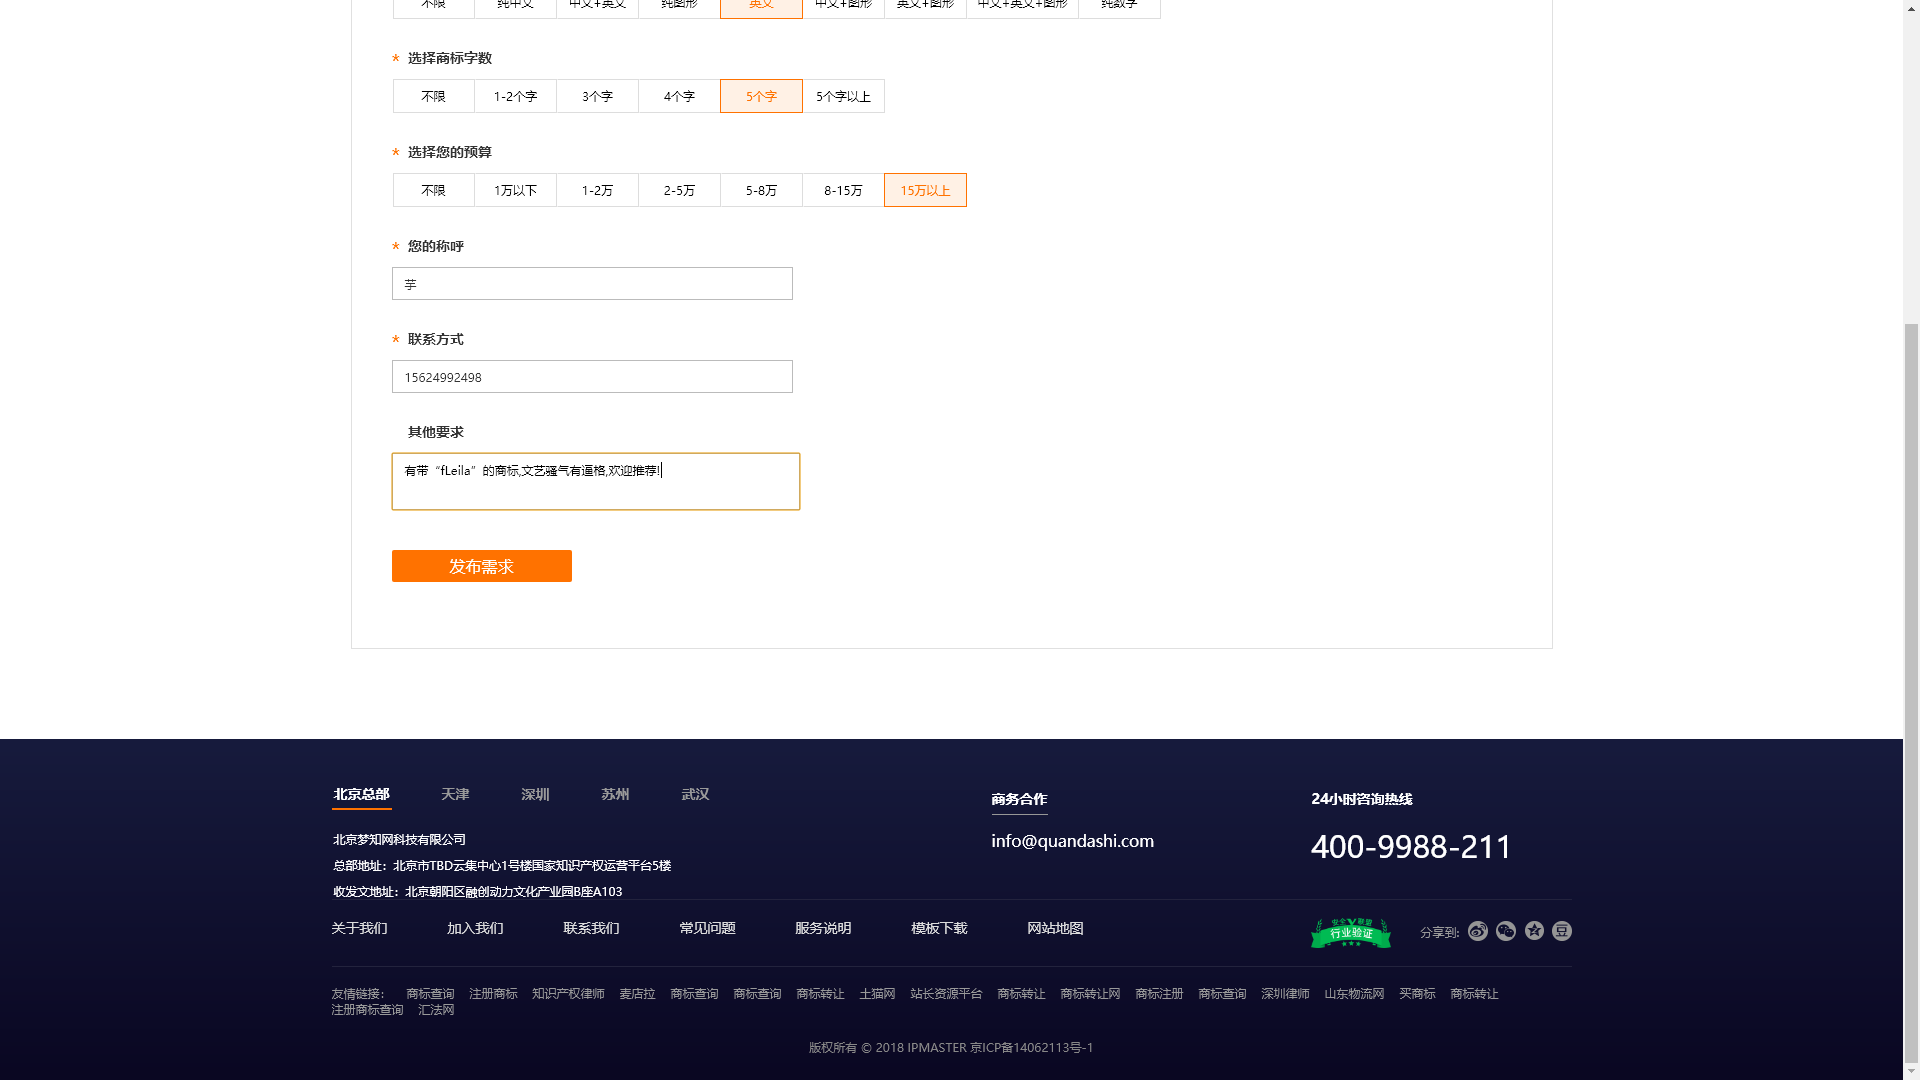 不限 纯中文 中文+英文 纯图形 英文 中文+图形 英文+图形 中文+英文+图形 纯数字
* 选择商标字数
不限 1-2个字 3个字 4个字 5个字 5个字以上
* 选择您的预算
不限 1万以下 1-2万 2-5万 5-8万 8-15万 15万以上
* 您的称呼
芋
* 联系方式
15624992498
其他要求
有带“fLeila”的商标,文艺骚气有逼格,欢迎推荐!
发布需求
北京总部 天津 深圳 苏州 武汉
北京梦知网科技有限公司
总部地址：北京市TBD云集中心1号楼国家知识产权运营平台5楼
收发文地址：北京朝阳区融创动力文化产业园B座A103
商务合作
info@quandashi.com
24小时咨询热线
400-9988-211
关于我们 加入我们 联系我们 常见问题 服务说明 模板下载 网站地图
安全联盟
行业验证
分享到:
豆
友情链接： 商标查询 注册商标 知识产权律师 麦店拉 商标查询 商标查询 商标转让 土猫网 站长资源平台 商标转让 商标转让网 商标注册 商标查询 深圳律师 山东物流网 买商标 商标转让
注册商标查询 汇法网
版权所有 © 2018 IPMASTER 京ICP备14062113号-1